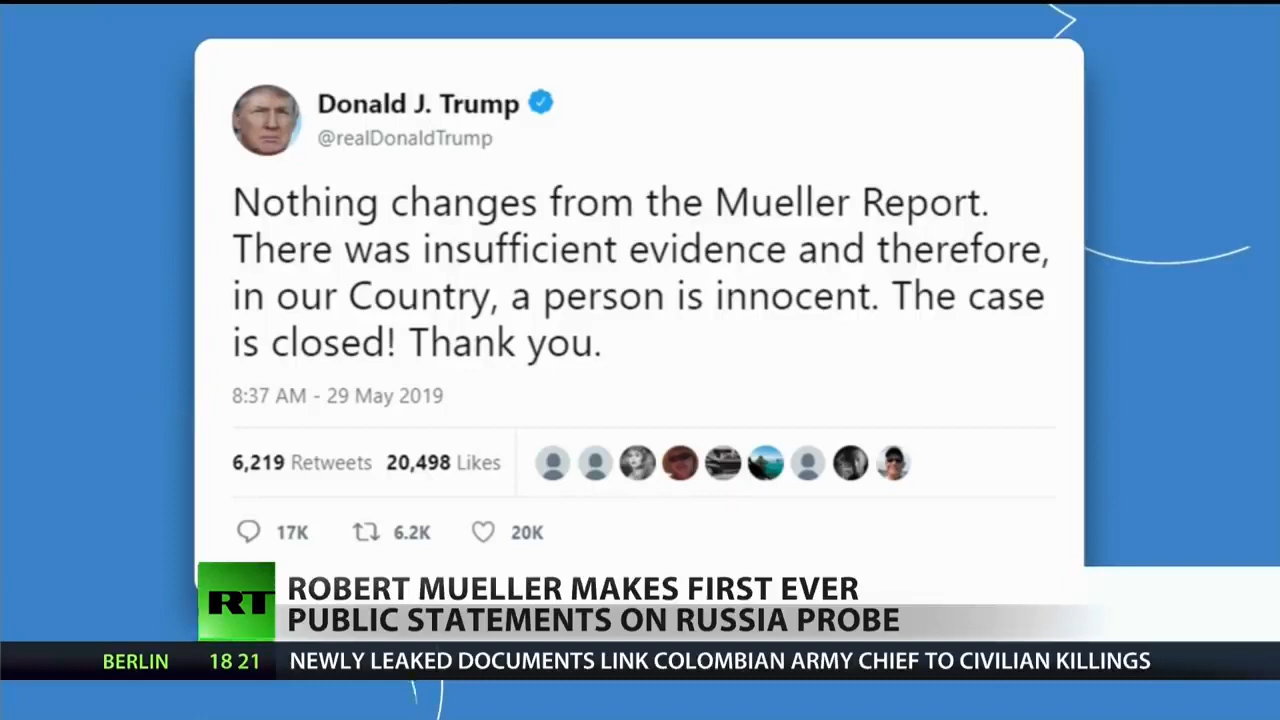 Donald J. Trump
@realDonaldTrump
Nothing changes from the Mueller Report.
There was insufficient evidence and therefore,
in our Country, a person is innocent. The case
is closed! Thank you.
8:37 AM - 29 May 2019
6,219 Retweets 20,498 Likes
17K 6.2K 20K
RT
ROBERT MUELLER MAKES FIRST EVER
PUBLIC STATEMENTS ON RUSSIA PROBE
BERLIN 18 21 NEWLY LEAKED DOCUMENTS LINK COLOMBIAN ARMY CHIEF TO CIVILIAN KILLINGS